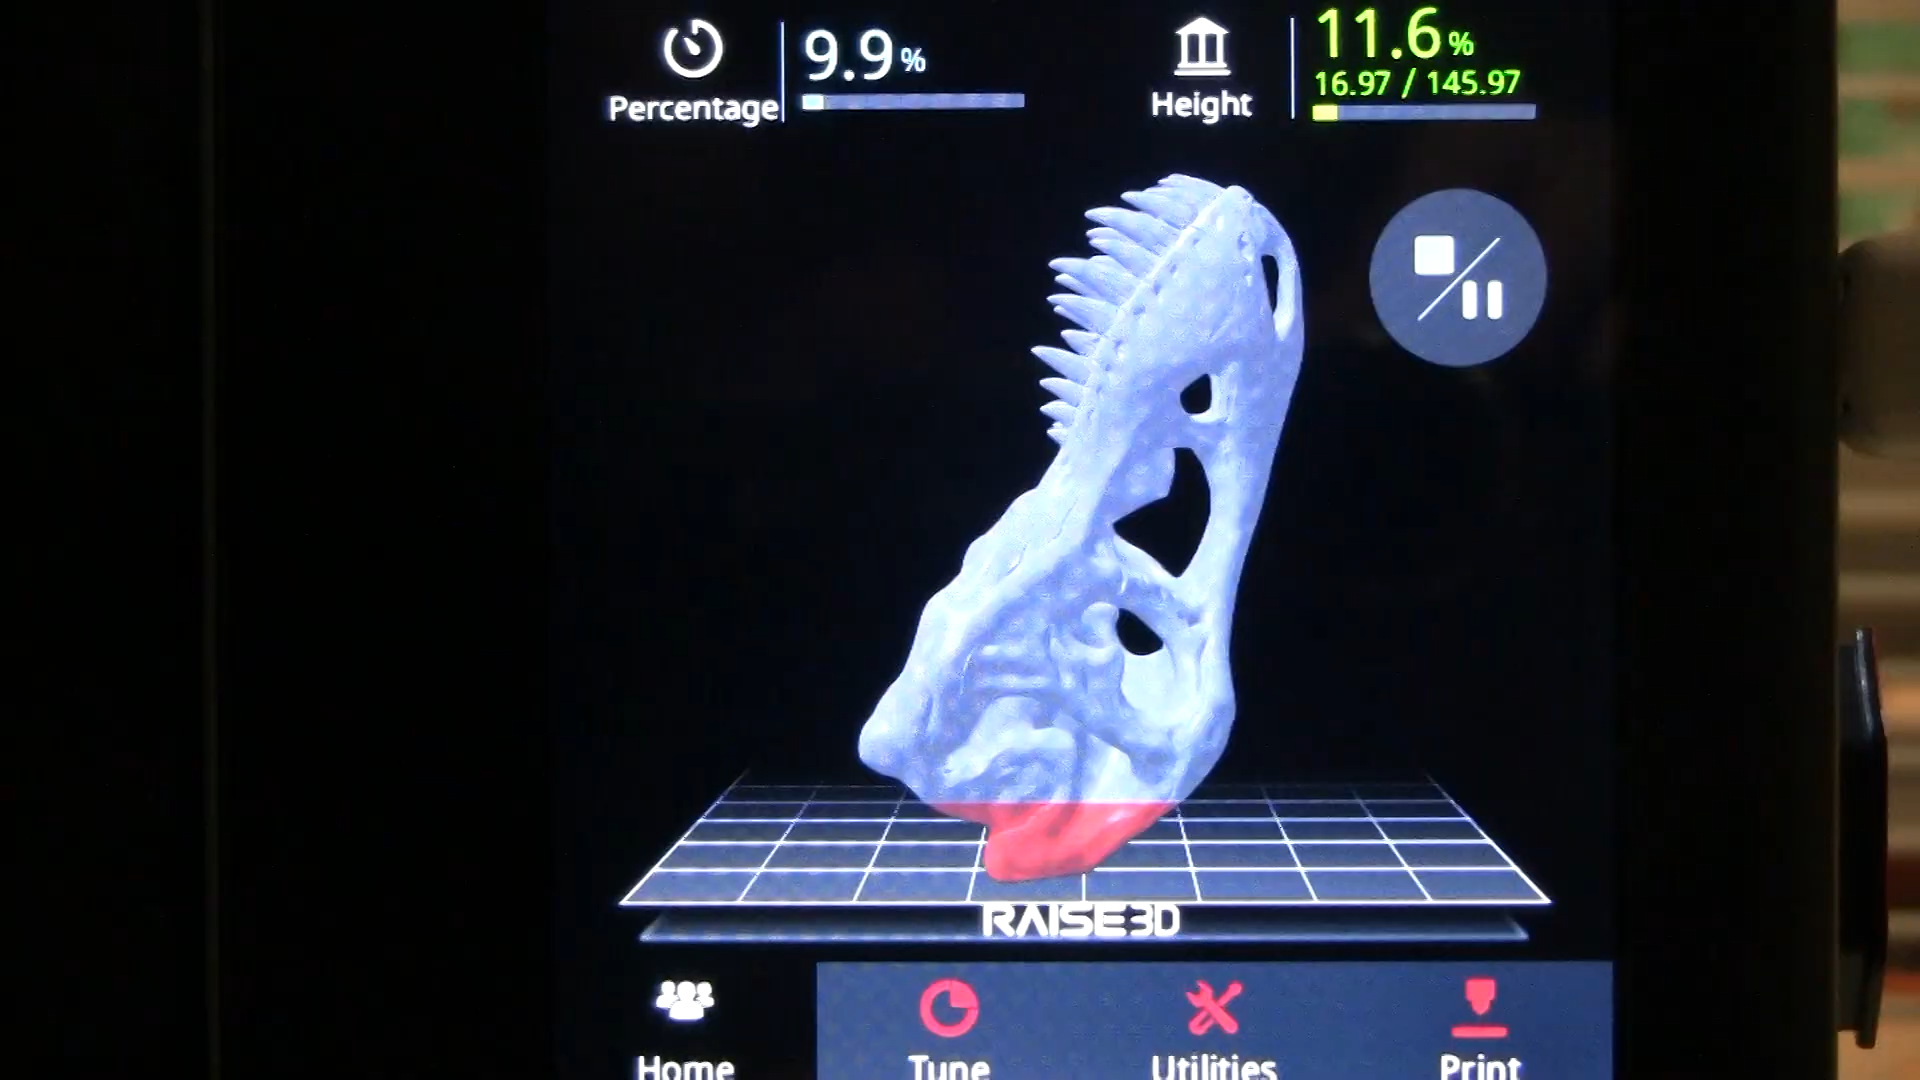 9.9%
Percentage
11.6%
16.97 / 145.97
Height
RAISE3D
Home
Tune
Utilities
Print